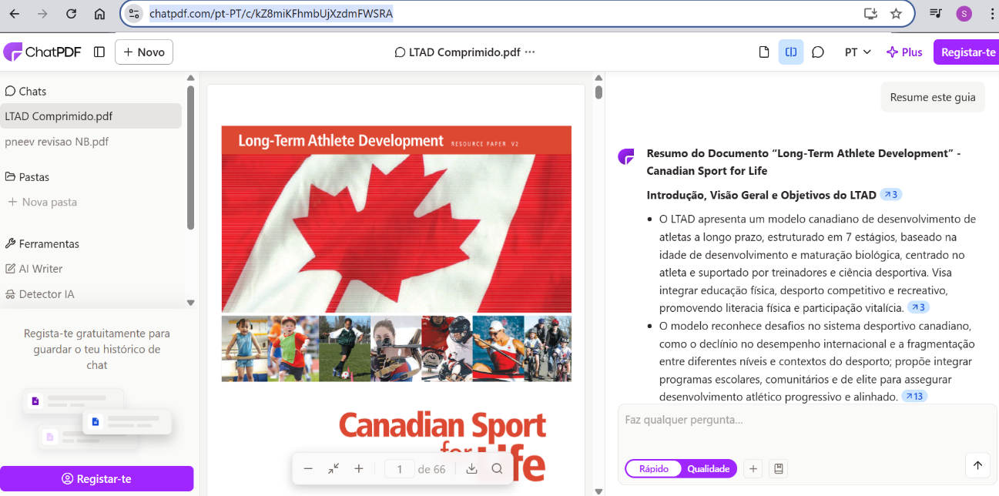 chatpdf.com/pt-PT/c/kZ8miKFhmbUjXzdmFWSRA
S
ChatPDF
Novo
LTAD Comprimido.pdf ···
PT
Plus
Registar-te
Chats
LTAD Comprimido.pdf
pneev revisao NB.pdf
Pastas
Nova pasta
Ferramentas
AI Writer
Detector IA
Regista-te gratuitamente para
guardar o teu histórico de
chat
Registar-te
Long-Term Athlete Development RESOURCE PAPER V2
Canadian Sport
for Life
1 de 66
Resume este guia
Resumo do Documento “Long-Term Athlete Development” -
Canadian Sport for Life
Introdução, Visão Geral e Objetivos do LTAD 3
• O LTAD apresenta um modelo canadiano de desenvolvimento de
atletas a longo prazo, estruturado em 7 estágios, baseado na
idade de desenvolvimento e maturação biológica, centrado no
atleta e suportado por treinadores e ciência desportiva. Visa
integrar educação física, desporto competitivo e recreativo,
promovendo literacia física e participação vitalícia. 3
• O modelo reconhece desafios no sistema desportivo canadiano,
como o declínio no desempenho internacional e a fragmentação
entre diferentes níveis e contextos do desporto; propõe integrar
programas escolares, comunitários e de elite para assegurar
desenvolvimento atlético progressivo e alinhado. 13
Faz qualquer pergunta...
Rápido Qualidade